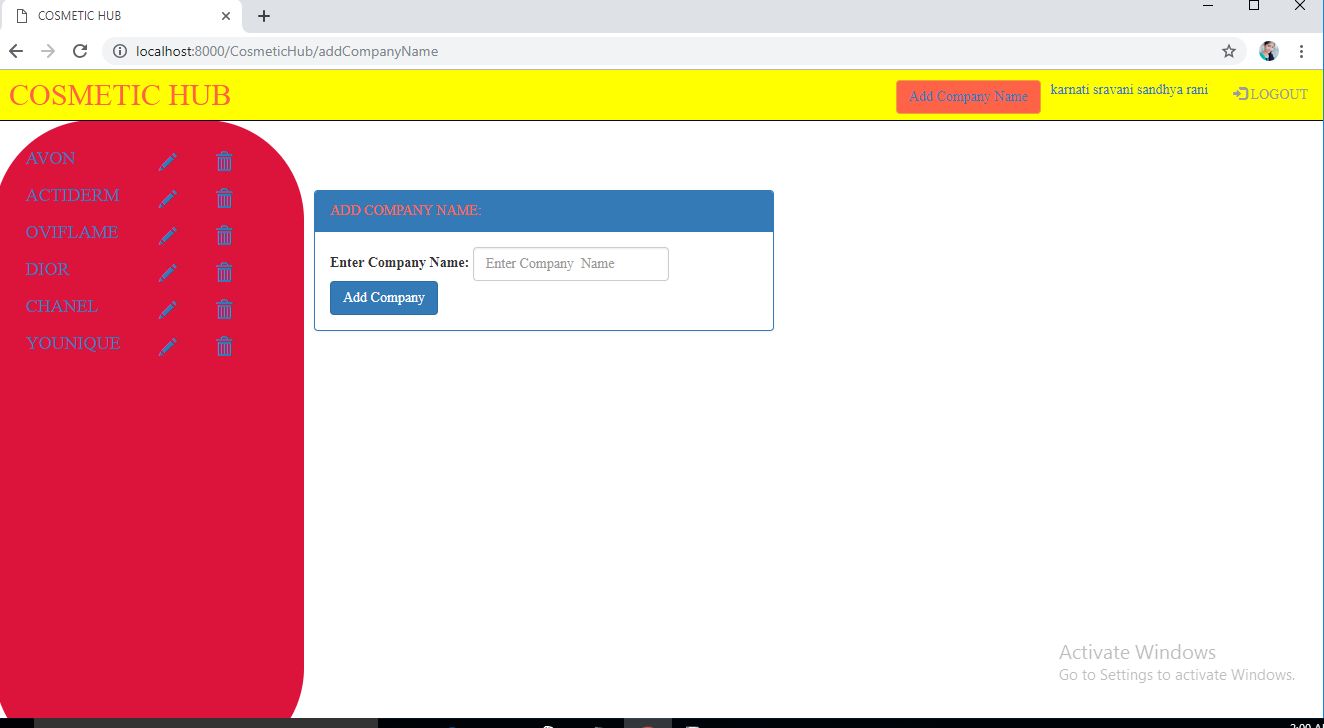 COSMETIC HUB
localhost:8000/CosmeticHub/addCompanyName
COSMETIC HUB
Add Company Name
karnati sravani sandhya rani
LOGOUT
AVON
ACTIDERM
OVIFLAME
DIOR
CHANEL
YOUNIQUE
ADD COMPANY NAME:
Enter Company Name: Enter Company Name
Add Company
Activate Windows
Go to Settings to activate Windows.